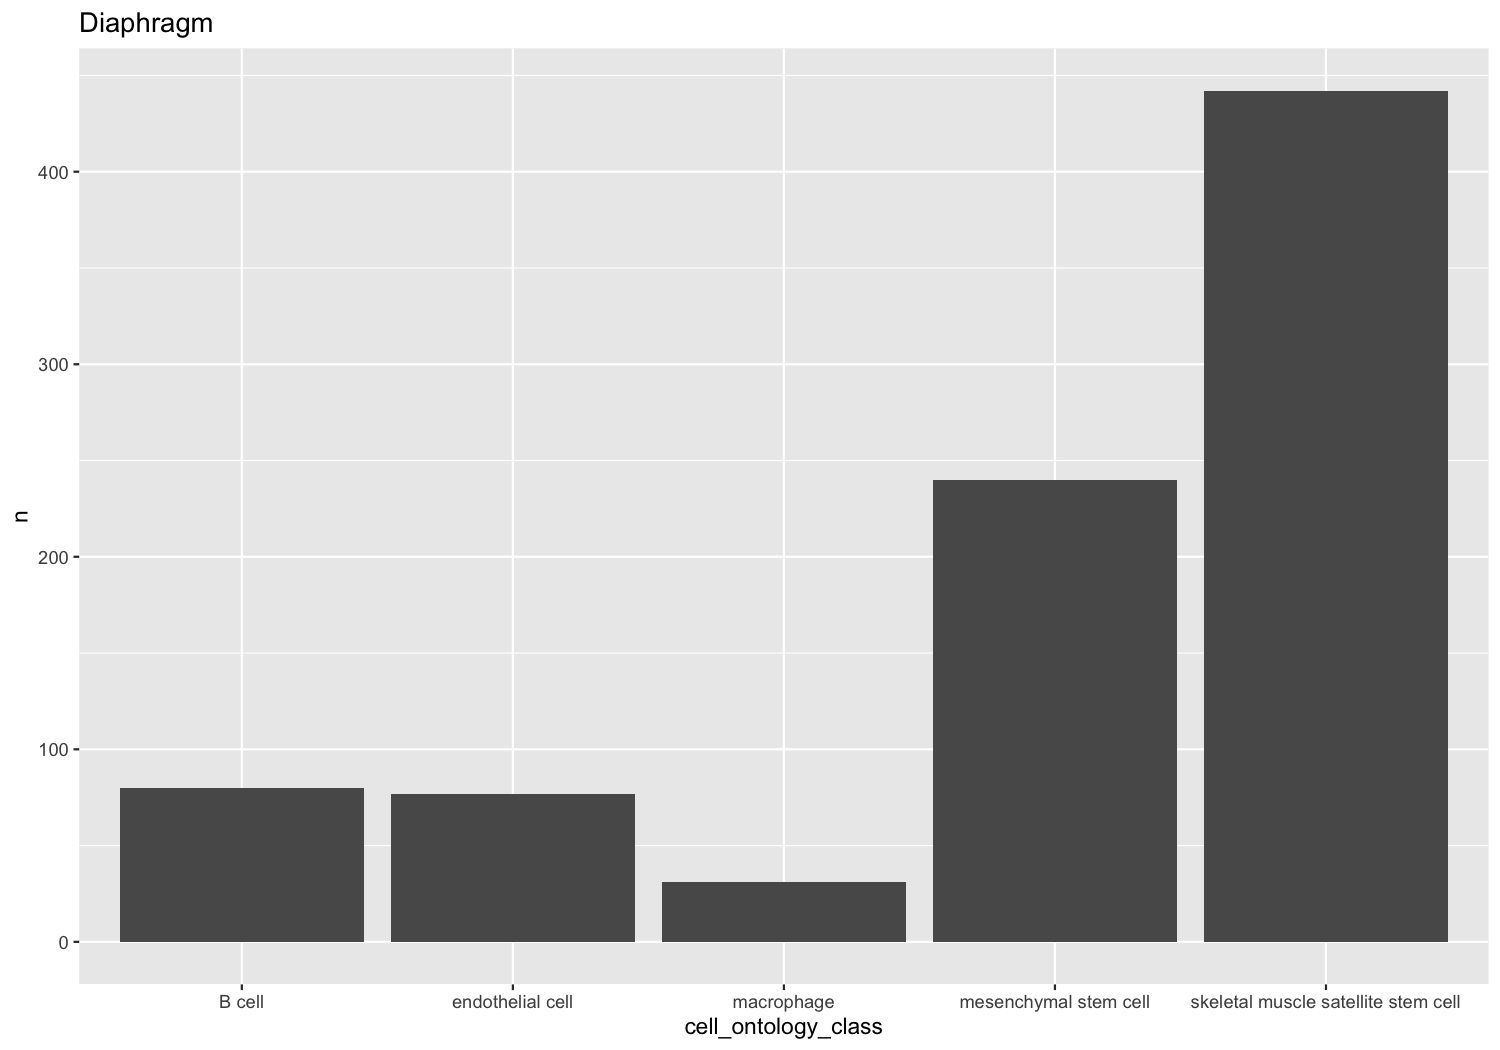 Diaphragm
400
300
200
100
0
n
B cell
endothelial cell
macrophage
mesenchymal stem cell
skeletal muscle satellite stem cell
cell_ontology_class